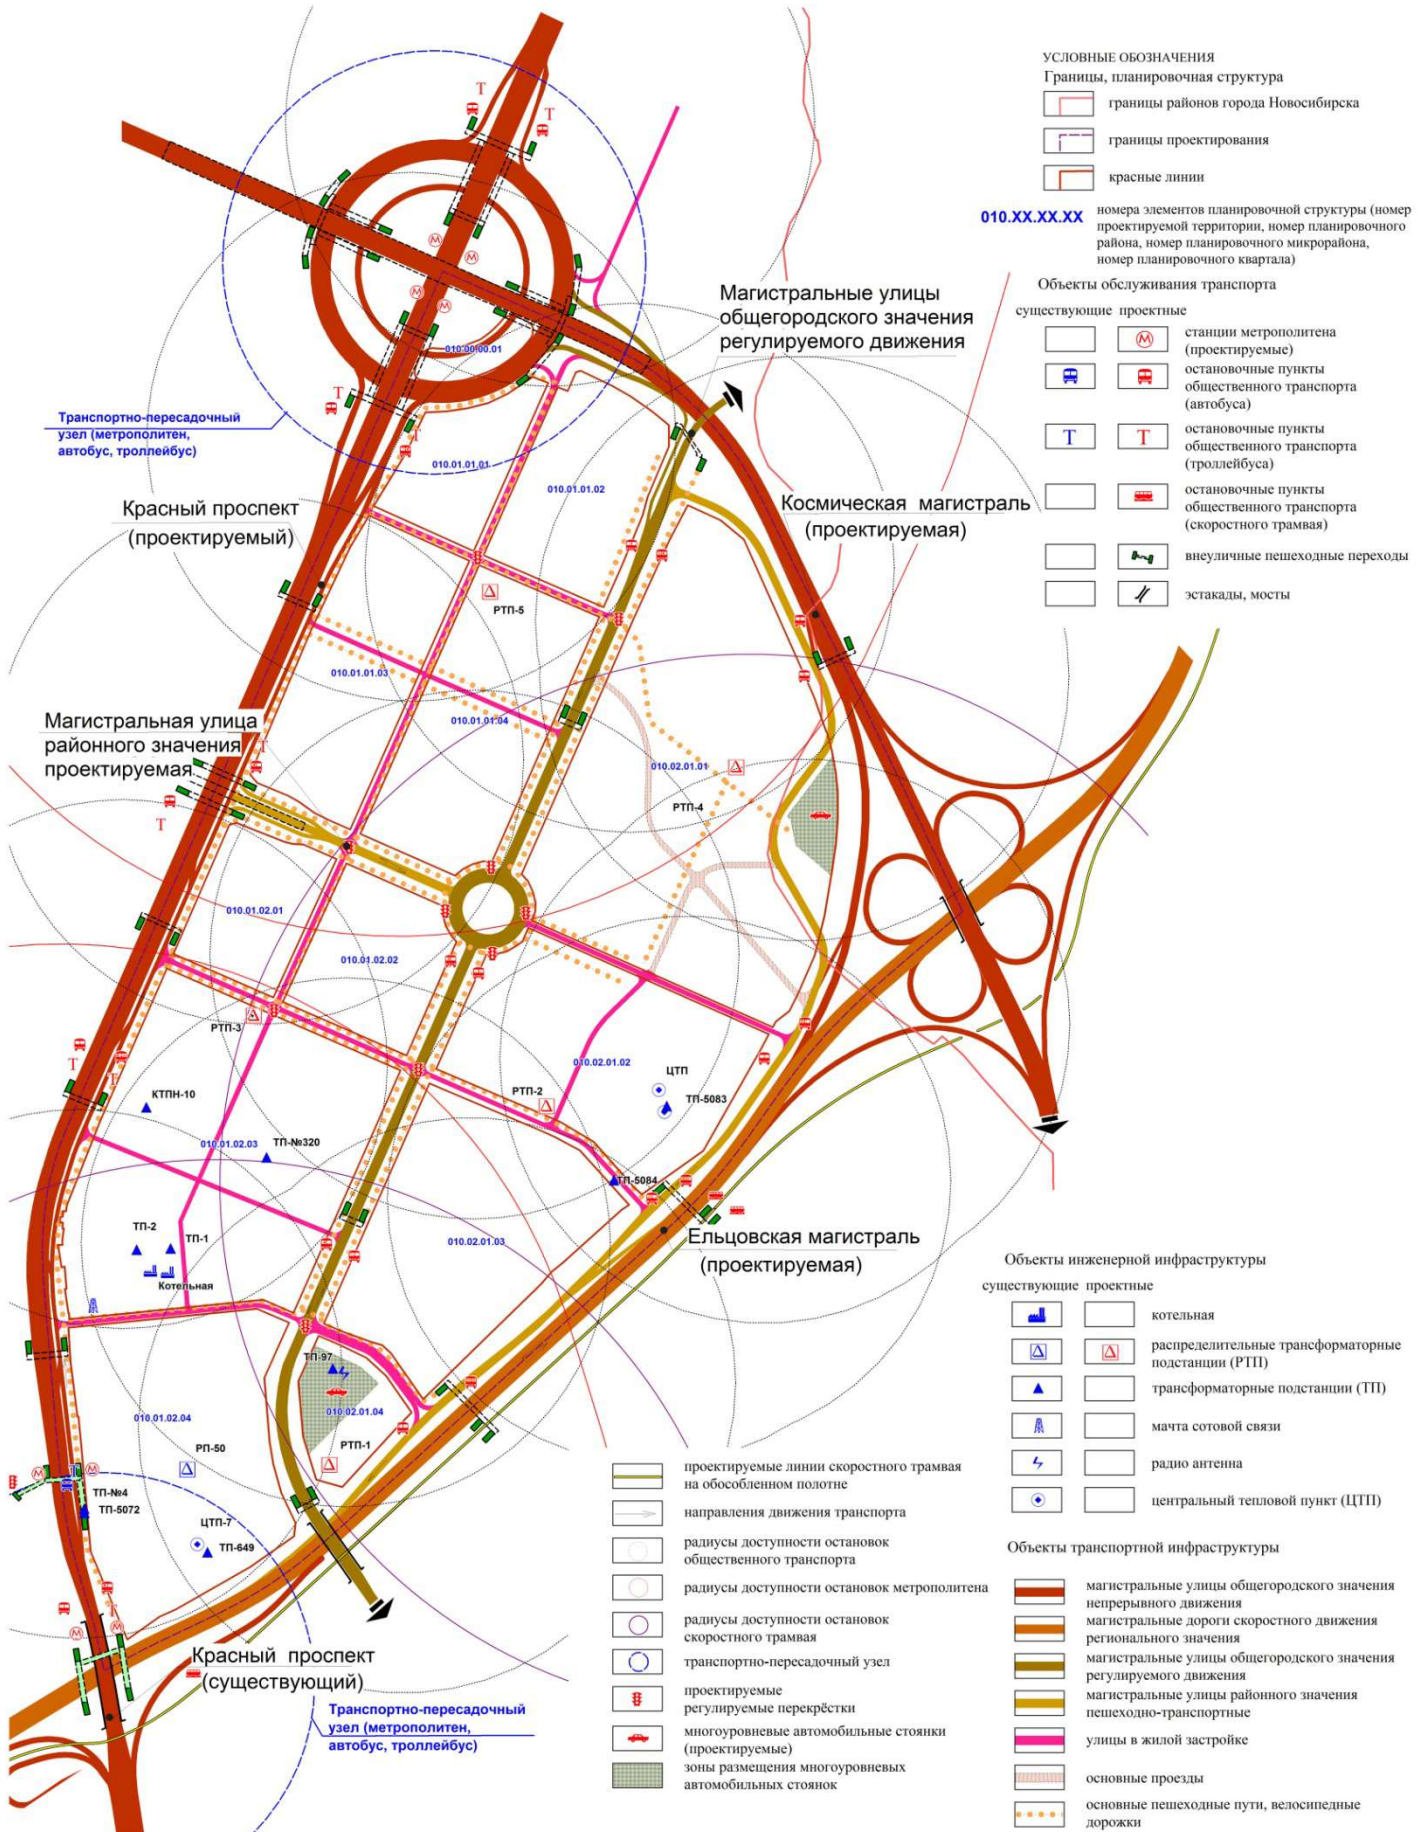 УСЛОВНЫЕ ОБОЗНАЧЕНИЯ
Границы, планировочная структура
границы районов города Новосибирска
границы проектирования
красные линии
010.XX.XX.XX
номера элементов планировочной структуры (номер
проектируемой территории, номер планировочного
района, номер планировочного микрорайона,
номер планировочного квартала)
Объекты обслуживания транспорта
существующие проектные
М
станции метрополитена
(проектируемые)
остановочные пункты
общественного транспорта
(автобуса)
Т Т
остановочные пункты
общественного транспорта
(троллейбуса)
остановочные пункты
общественного транспорта
(скоростного трамвая)
внеуличные пешеходные переходы
эстакады, мосты
Т
Т
М
М
М
М
010.00.00.01
Магистральные улицы
общегородского значения
регулируемого движения
Т
Транспортно-пересадочный
узел (метрополитен,
автобус, троллейбус)
Т
010.01.01.01
010.01.01.02
Красный проспект
(проектируемый)
Космическая магистраль
(проектируемая)
РТП-5
010.01.01.03
010.01.01.04
Магистральная улица
районного значения
проектируемая
Т
Т
010.02.01.01
РТП-4
010.01.02.01
010.01.02.02
РТП-3
Т
Т
010.02.01.02
ЦТП
ТП-5083
РТП-2
КТПН-10
010.01.02.03
ТП-№320
ТП-5084
ТП-2
ТП-1
Котельная
010.02.01.03
Ельцовская магистраль
(проектируемая)
ТП-97
010.02.01.04
010.01.02.04
РП-50
РТП-1
М
Т
М
ТП-№4
ТП-5072
ЦТП-7
ТП-649
Т
М
М
Красный проспект
(существующий)
Транспортно-пересадочный
узел (метрополитен,
автобус, троллейбус)
Объекты инженерной инфраструктуры
существующие проектные
котельная
распределительные трансформаторные
подстанции (РТП)
трансформаторные подстанции (ТП)
мачта сотовой связи
радио антенна
центральный тепловой пункт (ЦТП)
проектируемые линии скоростного трамвая
на обособленном полотне
направления движения транспорта
радиусы доступности остановок
общественного транспорта
радиусы доступности остановок метрополитена
радиусы доступности остановок
скоростного трамвая
транспортно-пересадочный узел
проектируемые
регулируемые перекрёстки
многоуровневые автомобильные стоянки
(проектируемые)
зоны размещения многоуровневых
автомобильных стоянок
Объекты транспортной инфраструктуры
магистральные улицы общегородского значения
непрерывного движения
магистральные дороги скоростного движения
регионального значения
магистральные улицы общегородского значения
регулируемого движения
магистральные улицы районного значения
пешеходно-транспортные
улицы в жилой застройке
основные проезды
основные пешеходные пути, велосипедные
дорожки